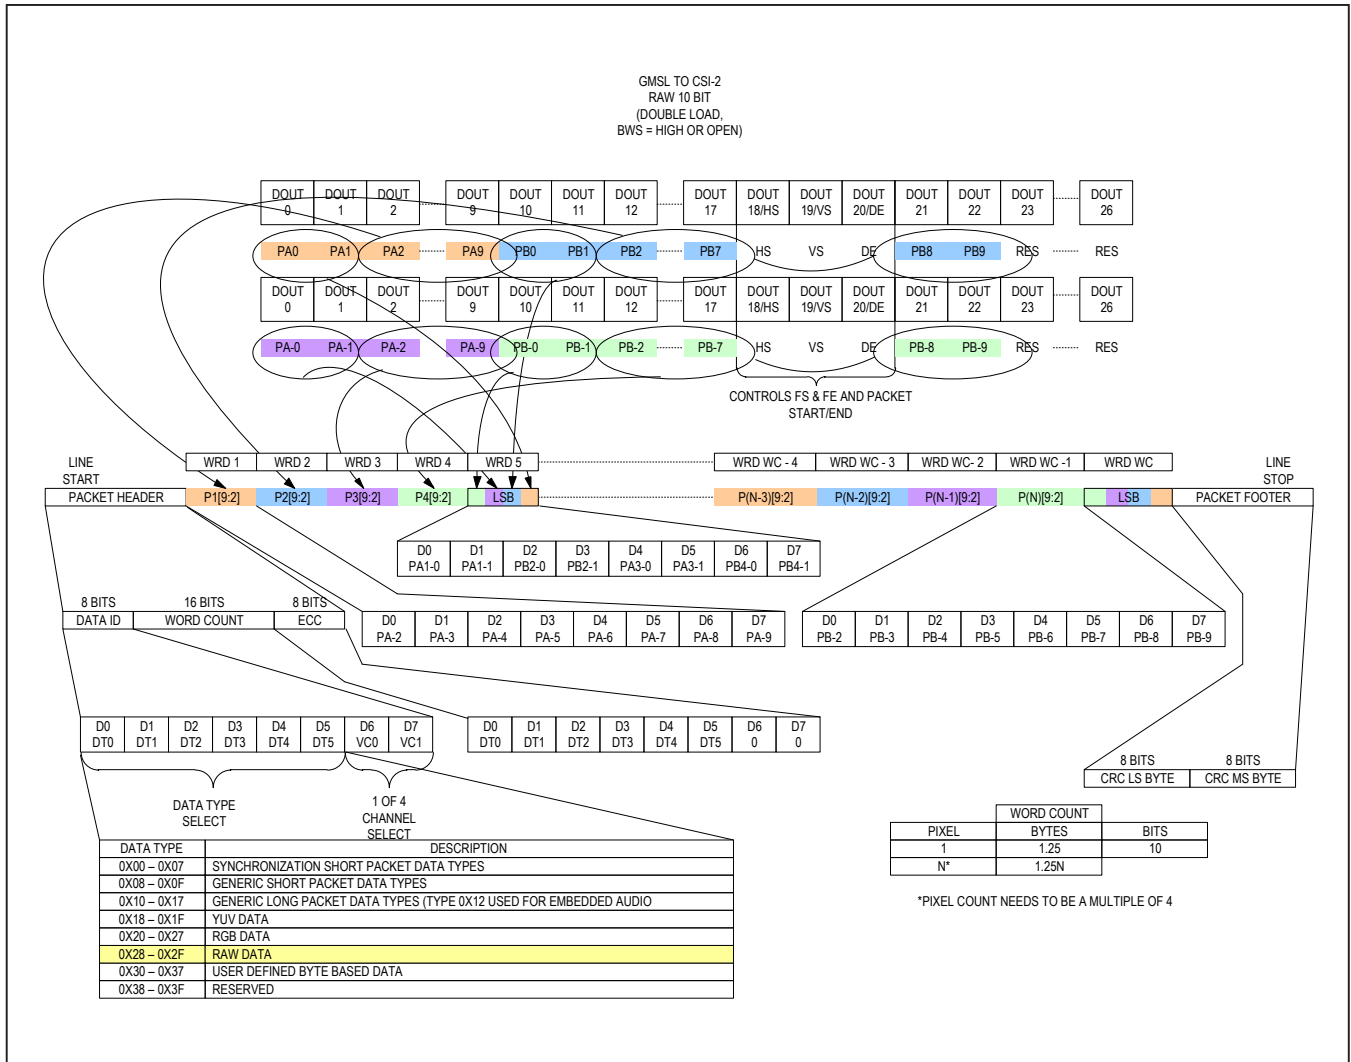 GMSL TO CSI-2
RAW 10 BIT
(DOUBLE LOAD,
BWS = HIGH OR OPEN)
DOUT DOUT DOUT DOUT DOUT DOUT DOUT DOUT DOUT DOUT DOUT DOUT DOUT DOUT DOUT
0 1 2 9 10 11 12 17 18/HS 19/VS 20/DE 21 22 23 26
PA0 PA1 PA2 PA9 PB0 PB1 PB2 PB7 HS VS DE PB8 PB9 RES RES
DOUT DOUT DOUT DOUT DOUT DOUT DOUT DOUT DOUT DOUT DOUT DOUT DOUT DOUT DOUT
0 1 2 9 10 11 12 17 18/HS 19/VS 20/DE 21 22 23 26
PA-0 PA-1 PA-2 PA-9 PB-0 PB-1 PB-2 PB-7 HS VS DE PB-8 PB-9 RES RES
CONTROLS FS & FE AND PACKET
START/END
LINE
START
WRD 1 WRD 2 WRD 3 WRD 4 WRD 5 WRD WC - 4 WRD WC - 3 WRD WC- 2 WRD WC -1 WRD WC
LINE
STOP
PACKET HEADER P1[9:2] P2[9:2] P3[9:2] P4[9:2] LSB P(N-3)[9:2] P(N-2)[9:2] P(N-1)[9:2] P(N)[9:2] LSB PACKET FOOTER
D0 D1 D2 D3 D4 D5 D6 D7
PA1-0 PA1-1 PB2-0 PB2-1 PA3-0 PA3-1 PB4-0 PB4-1
8 BITS 16 BITS 8 BITS
DATA ID WORD COUNT ECC
D0 D1 D2 D3 D4 D5 D6 D7
PA-2 PA-3 PA-4 PA-5 PA-6 PA-7 PA-8 PA-9
D0 D1 D2 D3 D4 D5 D6 D7
PB-2 PB-3 PB-4 PB-5 PB-6 PB-7 PB-8 PB-9
D0 D1 D2 D3 D4 D5 D6 D7
DT0 DT1 DT2 DT3 DT4 DT5 VC0 VC1
D0 D1 D2 D3 D4 D5 D6 D7
DT0 DT1 DT2 DT3 DT4 DT5 0 0
8 BITS 8 BITS
CRC LS BYTE CRC MS BYTE
DATA TYPE
SELECT
1 OF 4
CHANNEL
SELECT
WORD COUNT
PIXEL BYTES BITS
1 1.25 10
N* 1.25N
*PIXEL COUNT NEEDS TO BE A MULTIPLE OF 4
DATA TYPE DESCRIPTION
0X00 – 0X07 SYNCHRONIZATION SHORT PACKET DATA TYPES
0X08 – 0X0F GENERIC SHORT PACKET DATA TYPES
0X10 – 0X17 GENERIC LONG PACKET DATA TYPES (TYPE 0X12 USED FOR EMBEDDED AUDIO
0X18 – 0X1F YUV DATA
0X20 – 0X27 RGB DATA
0X28 – 0X2F RAW DATA
0X30 – 0X37 USER DEFINED BYTE BASED DATA
0X38 – 0X3F RESERVED